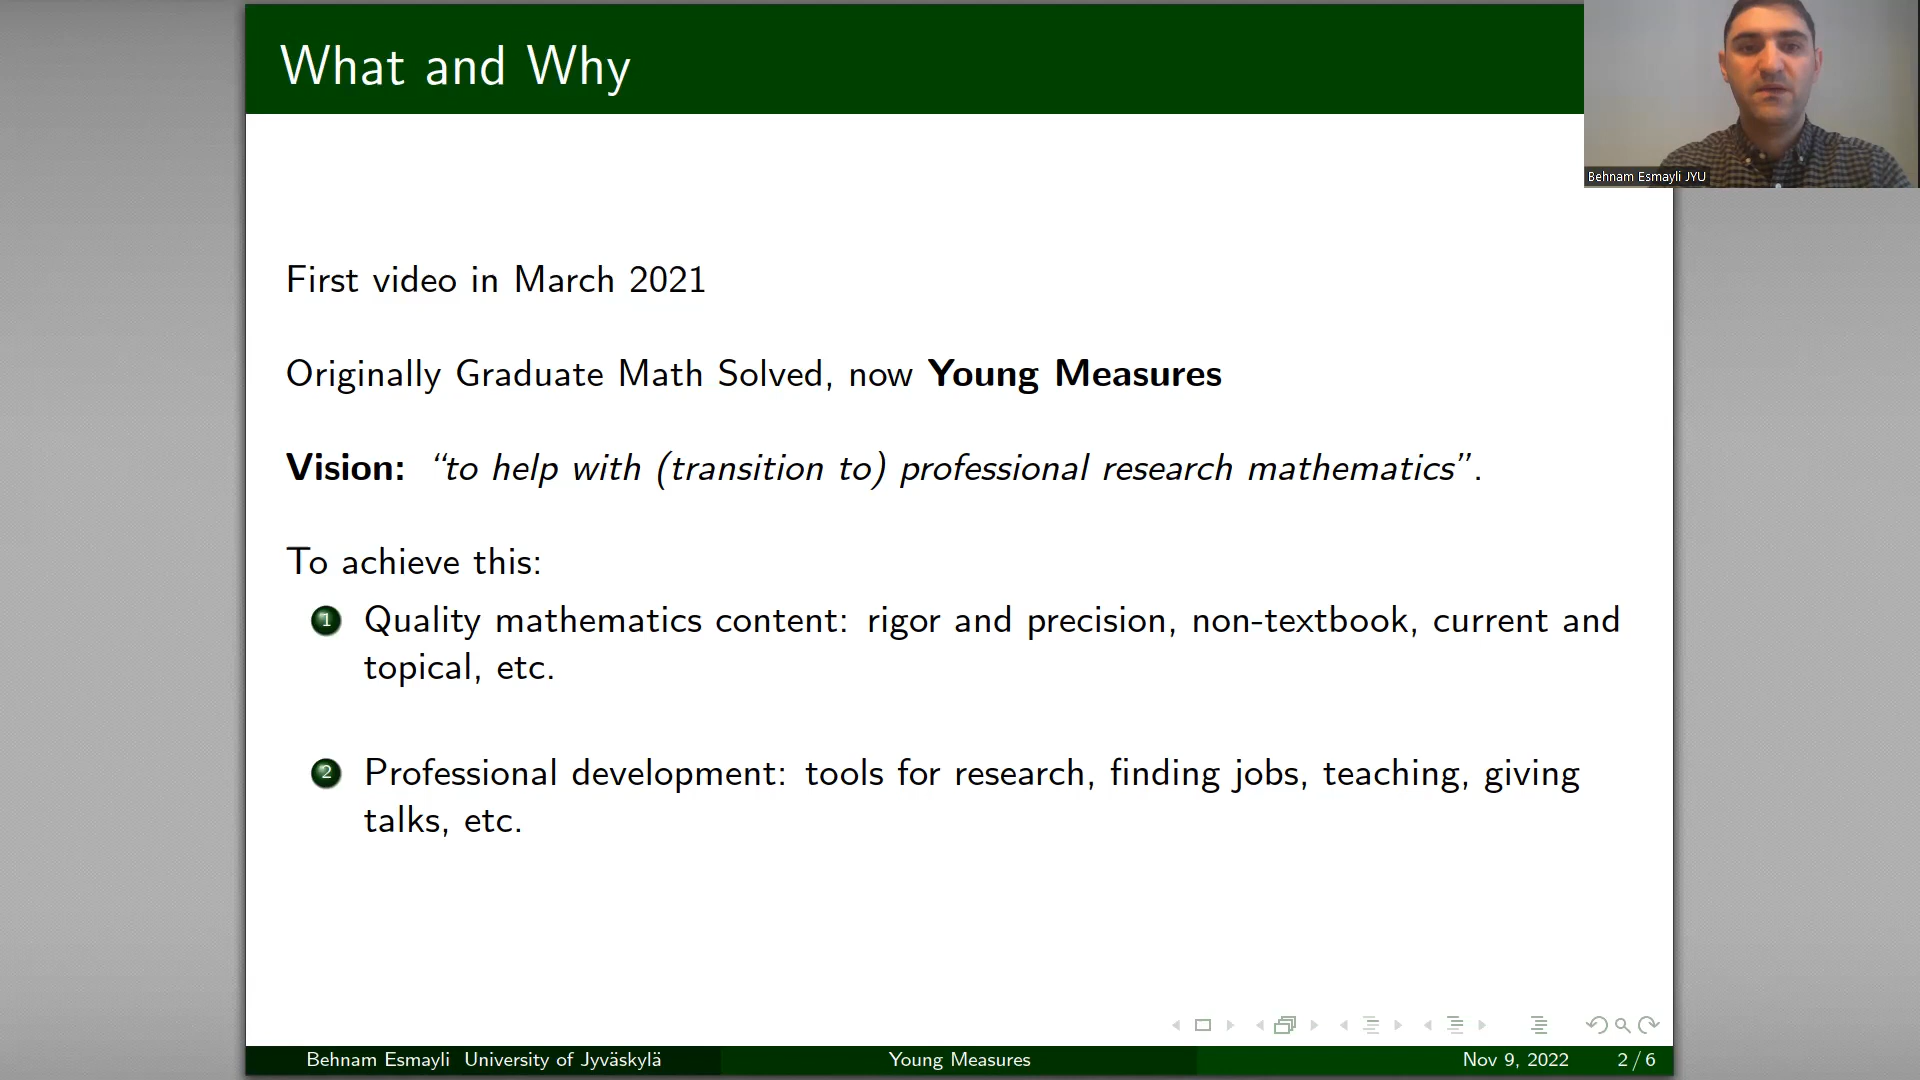 What and Why
Behnam Esmayli JYU
First video in March 2021
Originally Graduate Math Solved, now Young Measures
Vision: “to help with (transition to) professional research mathematics”.
To achieve this:
1 Quality mathematics content: rigor and precision, non-textbook, current and
topical, etc.
2 Professional development: tools for research, finding jobs, teaching, giving
talks, etc.
Behnam Esmayli University of Jyväskylä Young Measures Nov 9, 2022 2 / 6